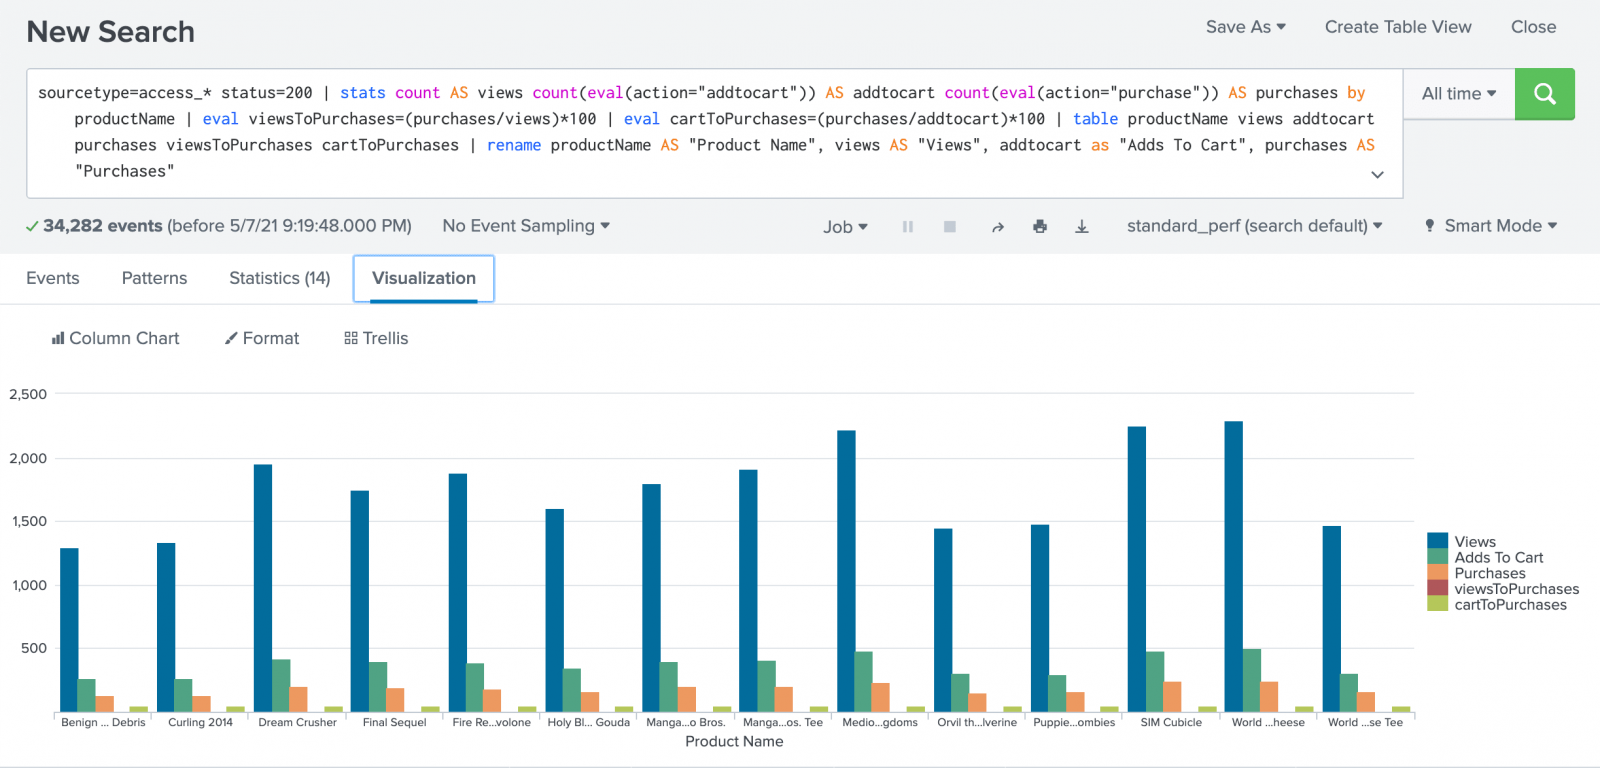 New Search
Save As
Create Table View
Close
sourcetype=access_* status=200 | stats count AS views count(eval(action="addtocart")) AS addtocart count(eval(action="purchase")) AS purchases by
productName | eval viewsToPurchases=(purchases/views)*100 | eval cartToPurchases=(purchases/addtocart)*100 | table productName views addtocart
purchases viewsToPurchases cartToPurchases | rename productName AS "Product Name", views AS "Views", addtocart as "Adds To Cart", purchases AS
"Purchases"
All time
34,282 events (before 5/7/21 9:19:48.000 PM)
No Event Sampling
Job
standard_perf (search default)
Smart Mode
Events
Patterns
Statistics (14)
Visualization
Column Chart
Format
Trellis
2,500
2,000
1,500
1,000
500
Views
Adds To Cart
Purchases
viewsToPurchases
cartToPurchases
Benign ... Debris
Curling 2014
Dream Crusher
Final Sequel
Fire Re...volone
Holy Bl... Gouda
Manga...o Bros.
Manga...os. Tee
Medio...gdoms
Orvil th...lverine
Puppie...ombies
SIM Cubicle
World ...heese
World ...se Tee
Product Name